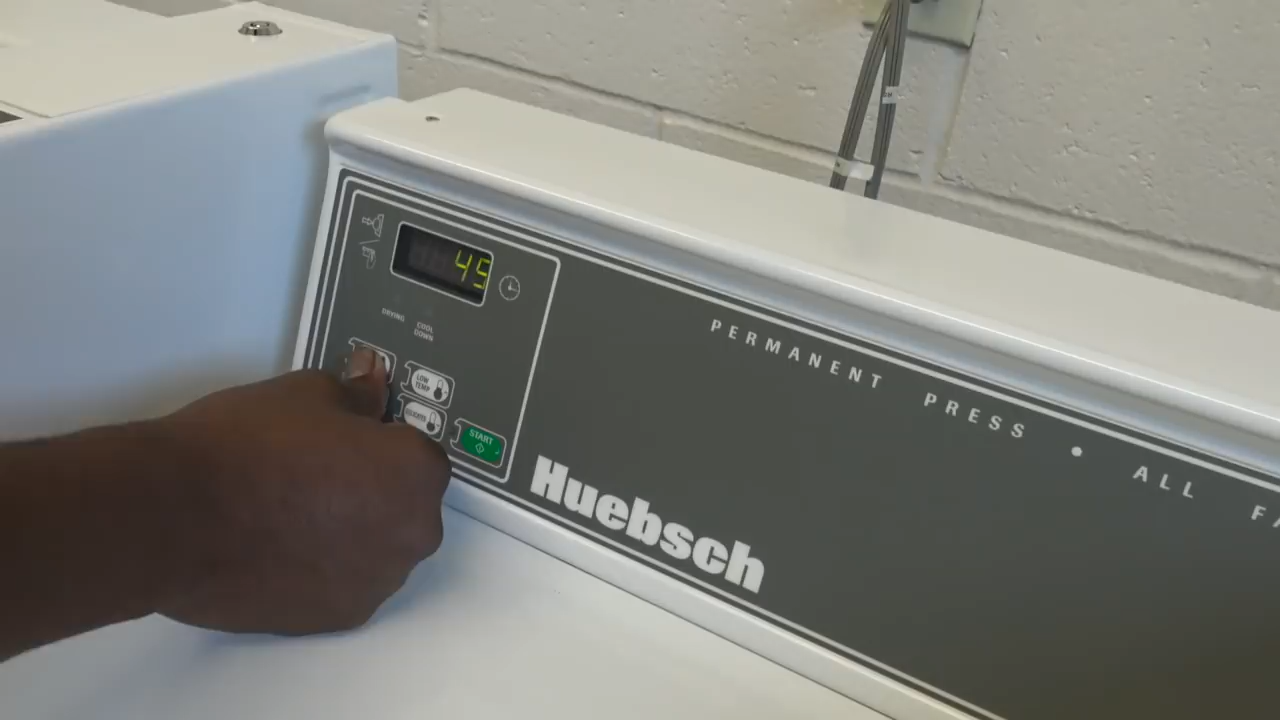 45
DRYING
COOL DOWN
LOW TEMP
START
PERMANENT PRESS • ALL
Huebsch